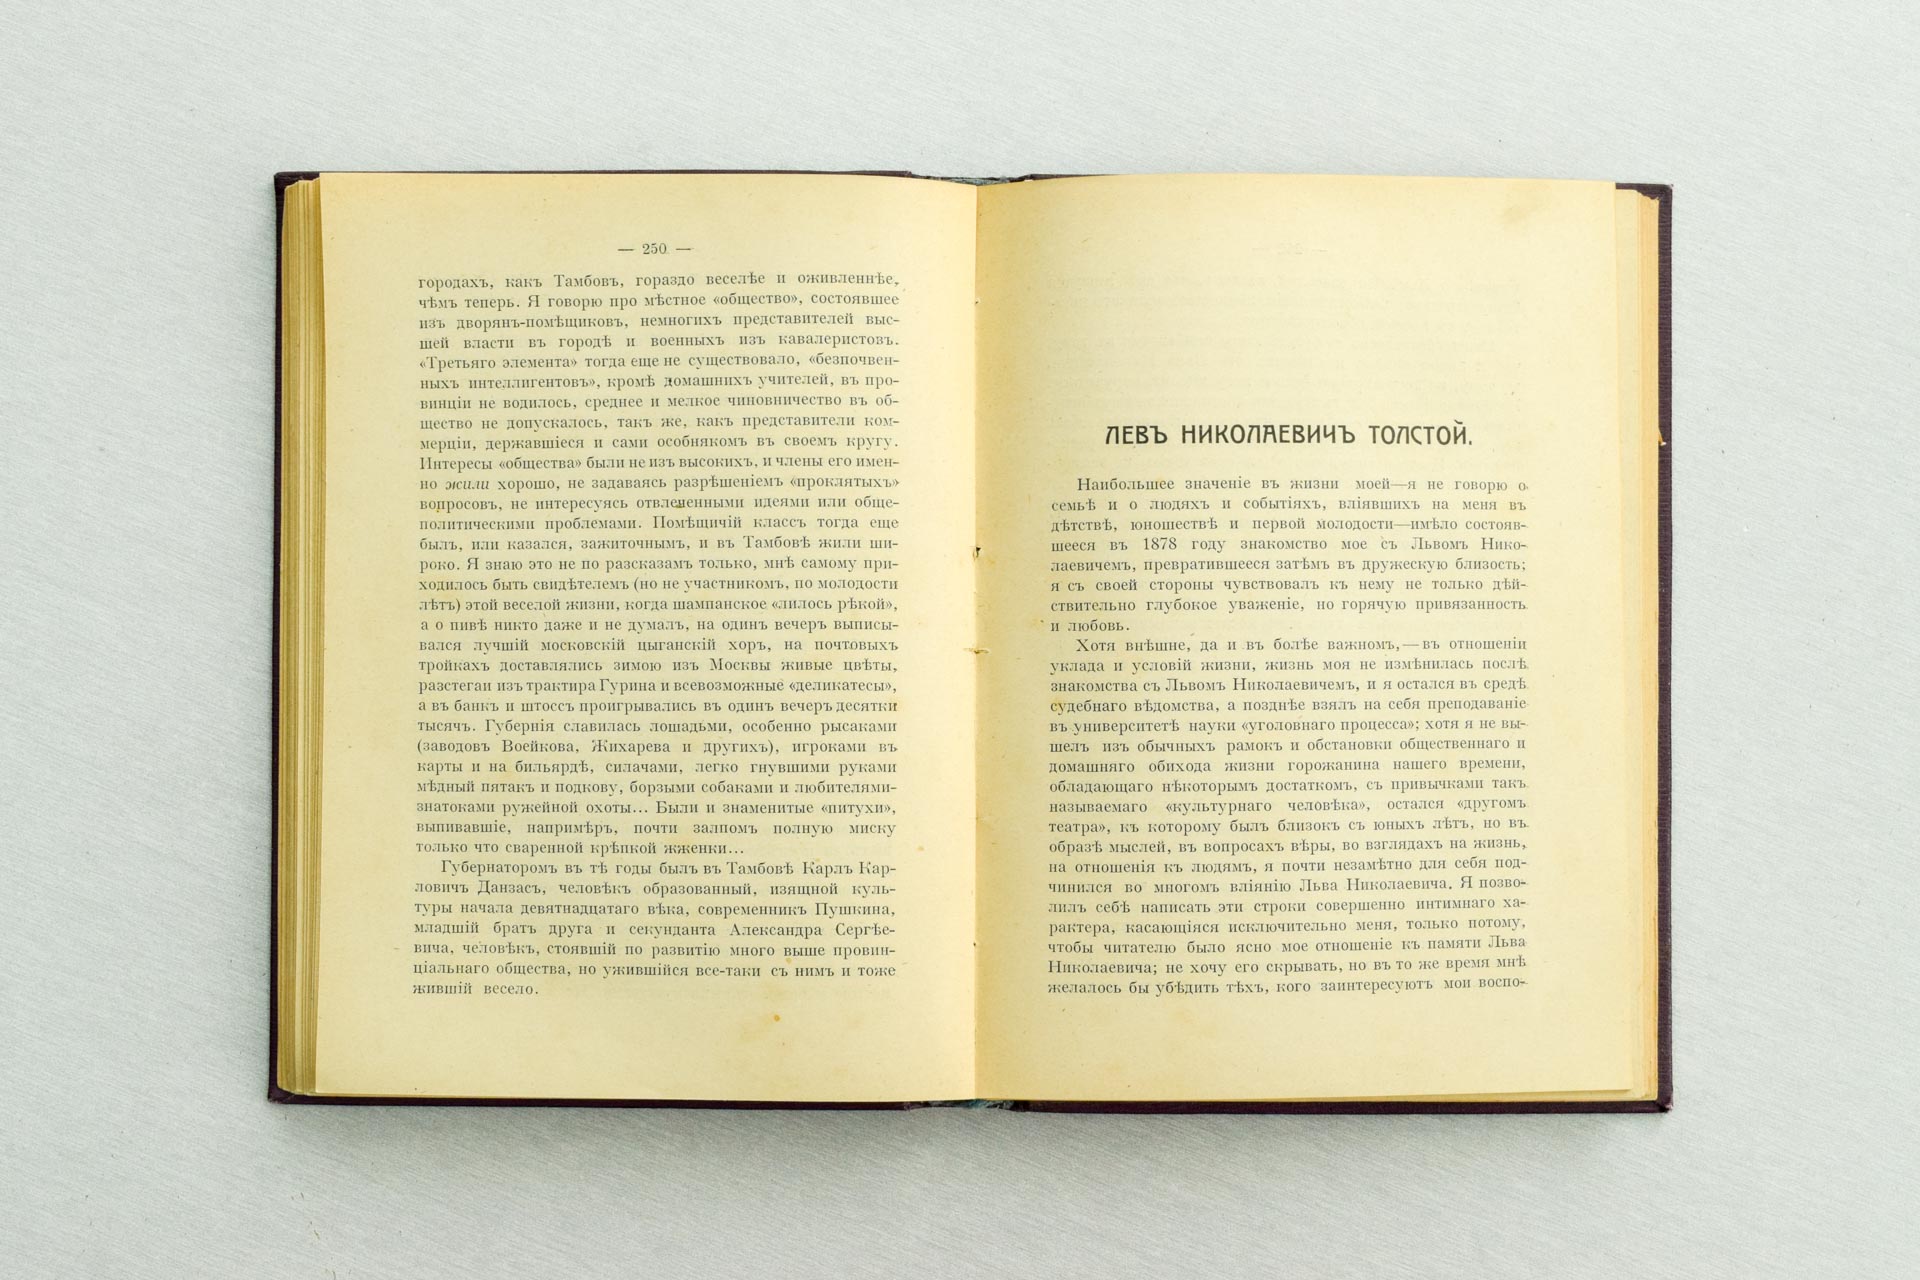 — 250 —
городахъ, какъ Тамбовъ, гораздо веселѣе и оживленнѣе,
чѣмъ теперь. Я говорю про мѣстное «общество», состоявшее
изъ дворянъ-помѣщиковъ, немногихъ представителей выс-
шей власти въ городѣ и военныхъ изъ кавалеристовъ.
«Третьяго элемента» тогда еще не существовало, «безпочвен-
ныхъ интеллигентовъ», кромѣ домашнихъ учителей, въ про-
винціи не водилось, среднее и мелкое чиновничество въ об-
щество не допускалось, такъ же, какъ представители ком-
мерціи, державшіеся и сами особнякомъ въ своемъ кругу.
Интересы «общества» были не изъ высокихъ, и члены его имен-
но жили хорошо, не задаваясь разрѣшеніемъ «проклятыхъ»
вопросовъ, не интересуясь отвлеченными идеями или обще-
политическими проблемами. Помѣщичій классъ тогда еще
былъ, или казался, зажиточнымъ, и въ Тамбовѣ жили ши-
роко. Я знаю это не по разсказамъ только, мнѣ самому при-
ходилось быть свидѣтелемъ (но не участникомъ, по молодости
лѣтъ) этой веселой жизни, когда шампанское «лилось рѣкой»,
а о пивѣ никто даже и не думалъ, на одинъ вечеръ выписы-
вался лучшій московскій цыганскій хоръ, на почтовыхъ
тройкахъ доставлялись зимою изъ Москвы живые цвѣты,
разстегаи изъ трактира Гурина и всевозможные «деликатесы»,
а въ банкъ и штоссъ проигрывались въ одинъ вечеръ десятки
тысячъ. Губернія славилась лошадьми, особенно рысаками
(заводовъ Воейкова, Жихарева и другихъ), игроками въ
карты и на бильярдѣ, силачами, легко гнувшими руками
мѣдный пятакъ и подкову, борзыми собаками и любителями-
знатоками ружейной охоты... Были и знаменитые «питухи»,
выпивавшіе, напримѣръ, почти залпомъ полную миску
только что сваренной крѣпкой жженки...
Губернаторомъ въ тѣ годы былъ въ Тамбовѣ Карлъ Кар-
ловичъ Данзасъ, человѣкъ образованный, изящной куль-
туры начала девятнадцатаго вѣка, современникъ Пушкина,
младшій братъ друга и секунданта Александра Сергѣе-
вича, человѣкъ, стоявшій по развитію много выше провин-
ціальнаго общества, но ужившійся все-таки съ нимъ и тоже
жившій весело.
ЛЕВЪ НИКОЛАЕВИЧЪ ТОЛСТОЙ.
Наибольшее значеніе въ жизни моей—я не говорю о
семьѣ и о людяхъ и событіяхъ, вліявшихъ на меня въ
дѣтствѣ, юношествѣ и первой молодости—имѣло состояв-
шееся въ 1878 году знакомство мое съ Львомъ Нико-
лаевичемъ, превратившееся затѣмъ въ дружескую близость;
я съ своей стороны чувствовалъ къ нему не только дѣй-
ствительно глубокое уваженіе, но горячую привязанность
и любовь.
Хотя внѣшне, да и въ болѣе важномъ,—въ отношеніи
уклада и условій жизни, жизнь моя не измѣнилась послѣ
знакомства съ Львомъ Николаевичемъ, и я остался въ средѣ
судебнаго вѣдомства, а позднѣе взялъ на себя преподаваніе
въ университетѣ науки «уголовнаго процесса»; хотя я не вы-
шелъ изъ обычныхъ рамокъ и обстановки общественнаго и
домашняго обихода жизни горожанина нашего времени,
обладающаго нѣкоторымъ достаткомъ, съ привычками такъ
называемаго «культурнаго человѣка», остался «другомъ
театра», къ которому былъ близокъ съ юныхъ лѣтъ, но въ
образѣ мыслей, въ вопросахъ вѣры, во взглядахъ на жизнь,
на отношенія къ людямъ, я почти незамѣтно для себя под-
чинился во многомъ вліянію Льва Николаевича. Я позво-
лилъ себѣ написать эти строки совершенно интимнаго ха-
рактера, касающіяся исключительно меня, только потому,
чтобы читателю было ясно мое отношеніе къ памяти Льва
Николаевича; не хочу его скрывать, но въ то же время мнѣ
желалось бы убѣдить тѣхъ, кого заинтересуютъ мои воспо-